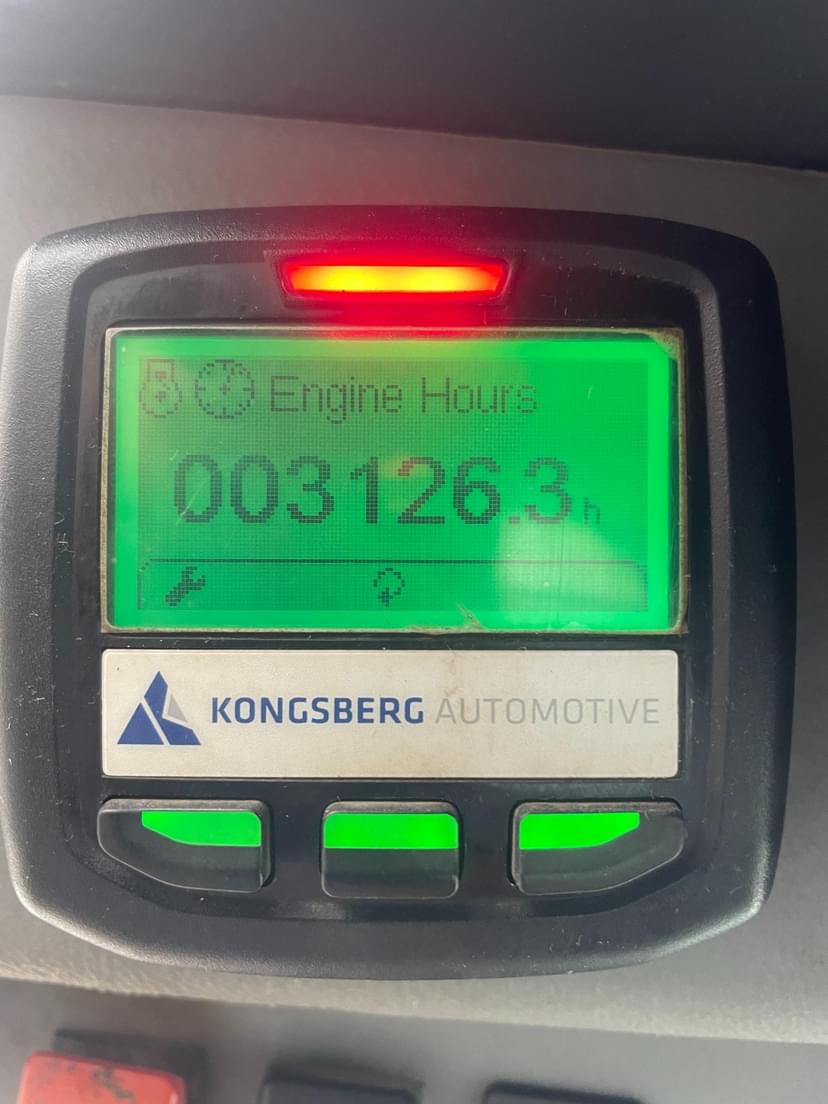 Engine Hours
003126.3 h
KONGSBERG AUTOMOTIVE